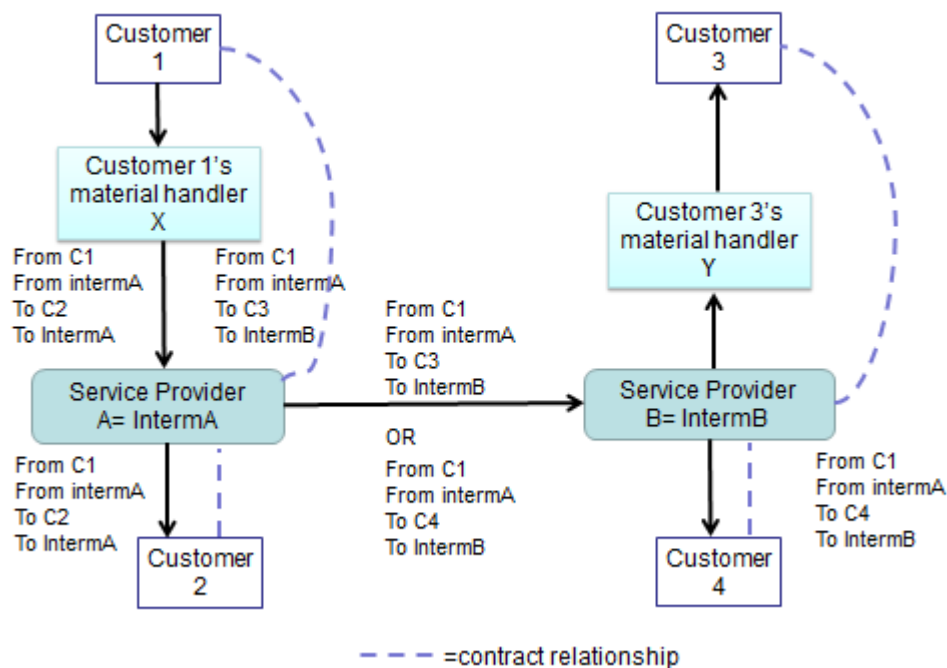 Customer
1
Customer
3
Customer 1's
material handler
X
Customer 3's
material handler
Y
From C1
From intermA
To C2
To IntermA
From C1
From intermA
To C3
To IntermB
From C1
From intermA
To C3
To IntermB
OR
From C1
From intermA
To C4
To IntermB
Service Provider
A= IntermA
Service Provider
B= IntermB
From C1
From intermA
To C2
To IntermA
From C1
From intermA
To C4
To IntermB
Customer
2
Customer
4
=contract relationship